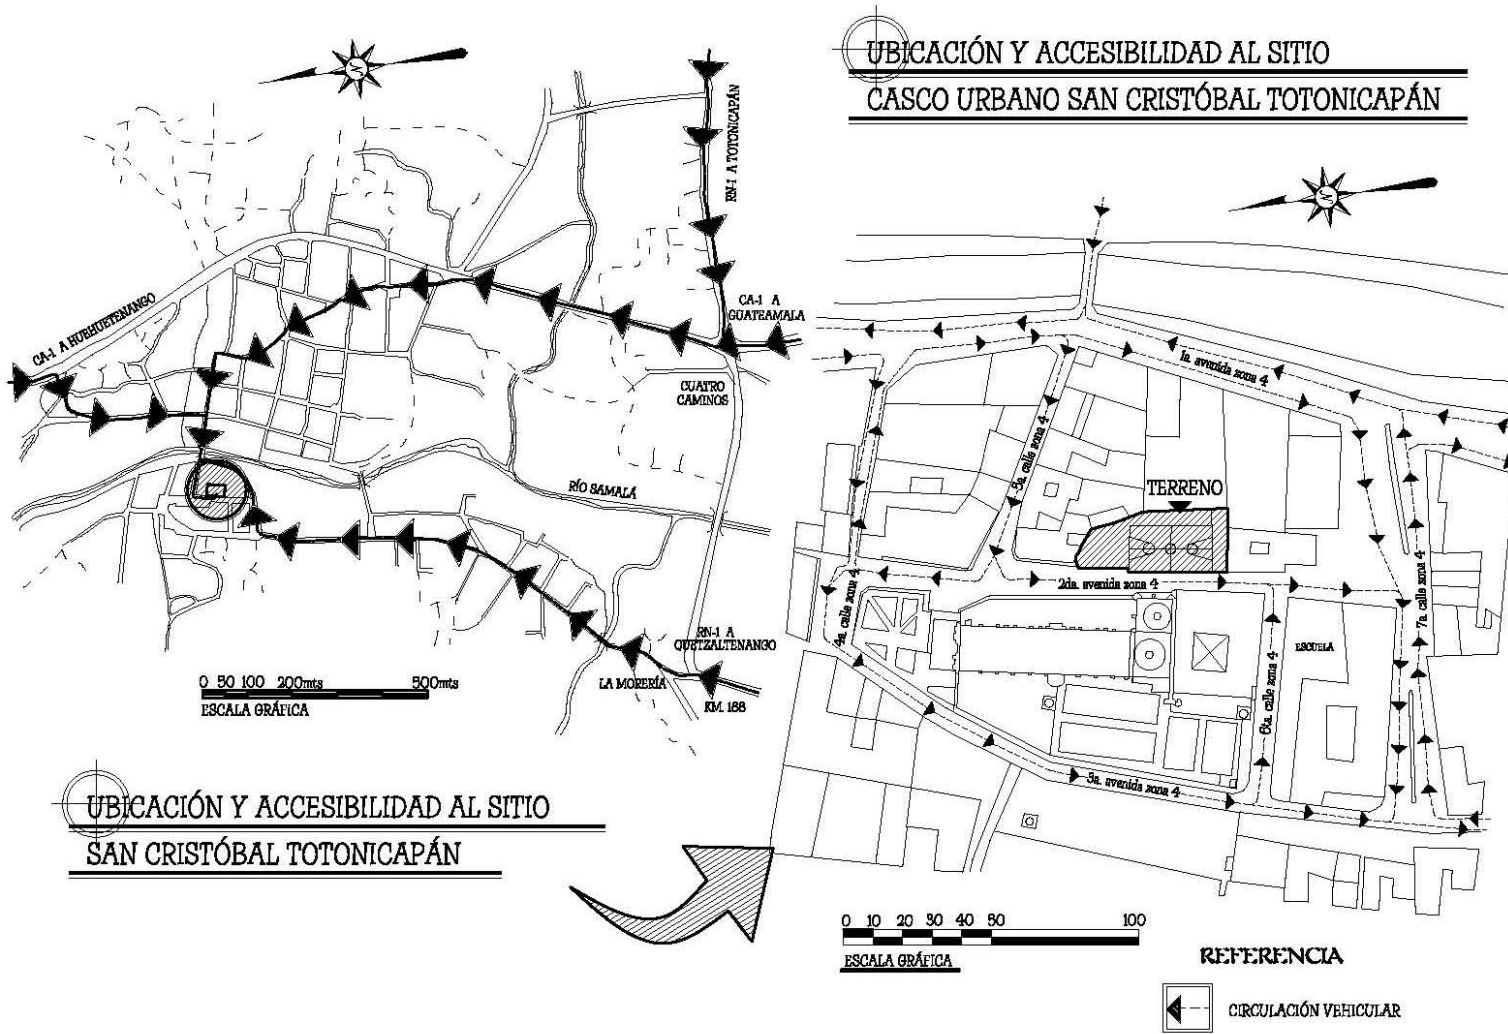 UBICACIÓN Y ACCESIBILIDAD AL SITIO
CASCO URBANO SAN CRISTÓBAL TOTONICAPÁN
N
N
RN-1 A TOTONICAPÁN
CA-1 A HUEHUETENANGO
CA-1 A
GUATEAMALA
CUATRO
CAMINOS
RÍO SAMALÁ
RN-1 A
QUETZALTENANGO
LA MORERÍA
KM. 188
0 50 100 200mts 500mts
ESCALA GRÁFICA
UBICACIÓN Y ACCESIBILIDAD AL SITIO
SAN CRISTÓBAL TOTONICAPÁN
1a. avenida zona 4
5a. calle zona 4
TERRENO
2da. avenida zona 4
4a. calle zona 4
7a calle zona 4
ESCUELA
6ta. calle zona 4
3a. avenida zona 4
0 10 20 30 40 50 100
ESCALA GRÁFICA
REFERENCIA
CIRCULACIÓN VEHICULAR